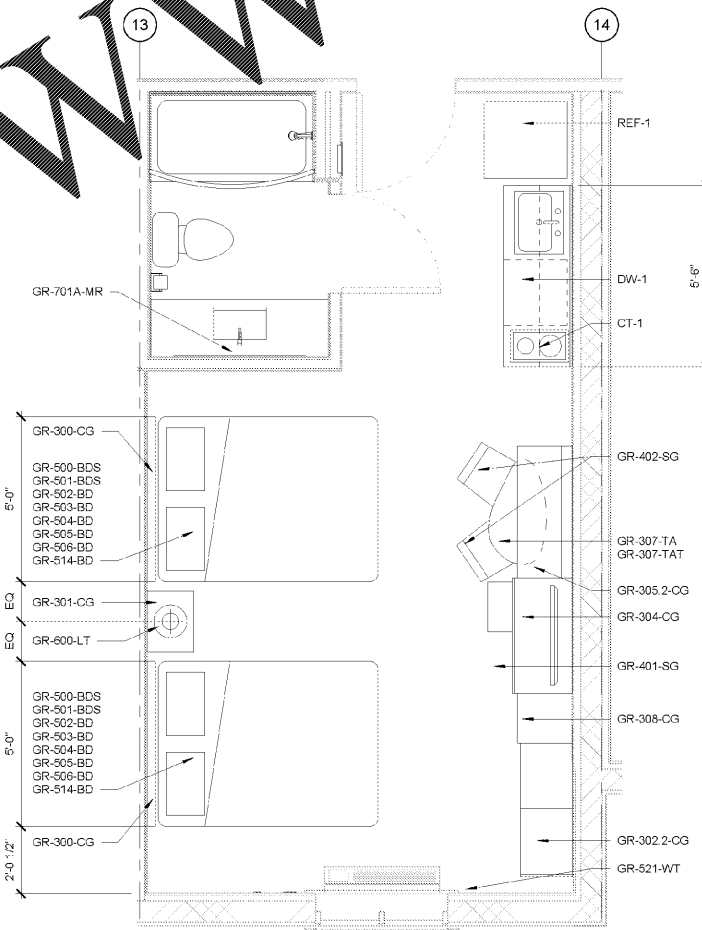 WW
13
14
REF-1
5'-6"
DW-1
CT-1
GR-701A-MR
GR-300-CG
GR-500-BDS
GR-501-BDS
GR-502-BD
GR-503-BD
GR-504-BD
GR-505-BD
GR-506-BD
GR-514-BD
5'-0"
GR-402-SG
GR-307-TA
GR-307-TAT
GR-305.2-CG
GR-304-CG
EQ
GR-301-CG
EQ
GR-600-LT
GR-401-SG
GR-308-CG
GR-500-BDS
GR-501-BDS
GR-502-BD
GR-503-BD
GR-504-BD
GR-505-BD
GR-506-BD
GR-514-BD
5'-0"
GR-300-CG
2'-0 1/2"
GR-302.2-CG
GR-521-WT